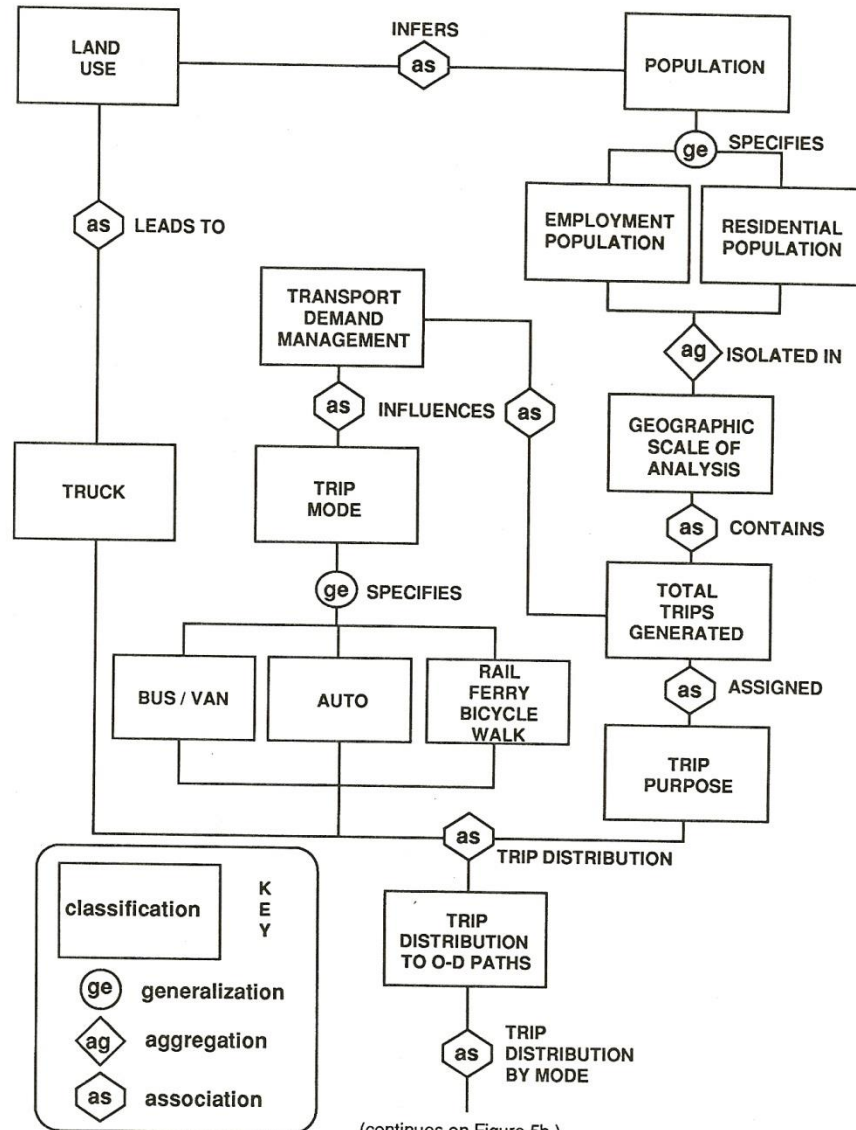 INFERS
LAND
USE
as
POPULATION
ge
SPECIFIES
as
LEADS TO
EMPLOYMENT
POPULATION
RESIDENTIAL
POPULATION
TRANSPORT
DEMAND
MANAGEMENT
ag
ISOLATED IN
as
INFLUENCES
as
GEOGRAPHIC
SCALE OF
ANALYSIS
TRUCK
TRIP
MODE
as
CONTAINS
ge
SPECIFIES
TOTAL
TRIPS
GENERATED
BUS / VAN
AUTO
RAIL
FERRY
BICYCLE
WALK
as
ASSIGNED
TRIP
PURPOSE
as
TRIP DISTRIBUTION
classification
K
E
Y
TRIP
DISTRIBUTION
TO O-D PATHS
ge
generalization
ag
aggregation
as
association
as
TRIP
DISTRIBUTION
BY MODE
(continues on Figure 5b.)